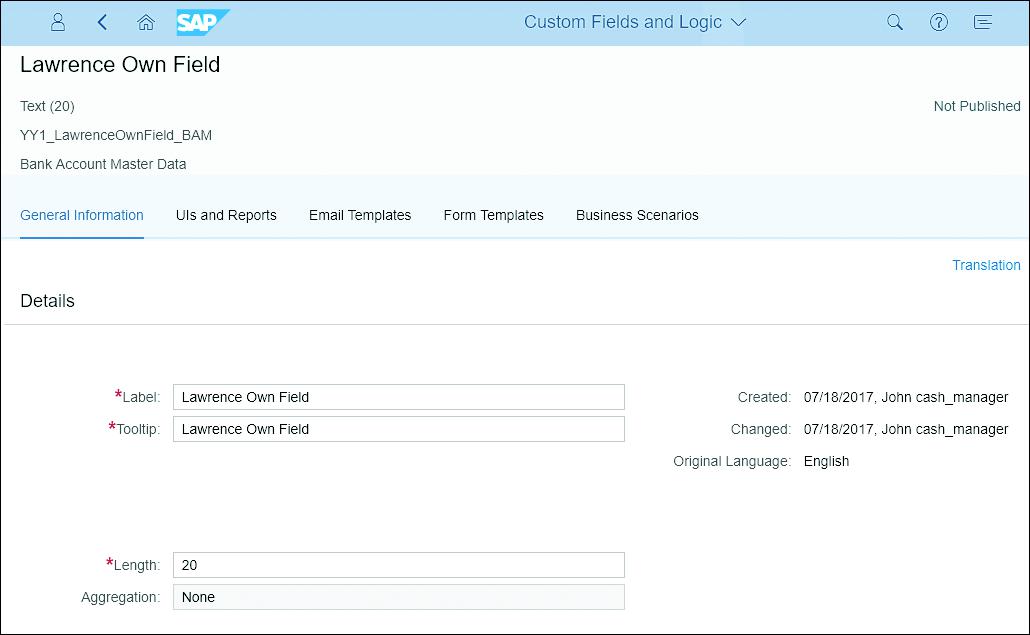 SAP Custom Fields and Logic
Lawrence Own Field
Text (20) Not Published
YY1_LawrenceOwnField_BAM
Bank Account Master Data
General Information UIs and Reports Email Templates Form Templates Business Scenarios
Translation
Details
*Label: Lawrence Own Field Created: 07/18/2017, John cash_manager
*Tooltip: Lawrence Own Field Changed: 07/18/2017, John cash_manager
Original Language: English
*Length: 20
Aggregation: None